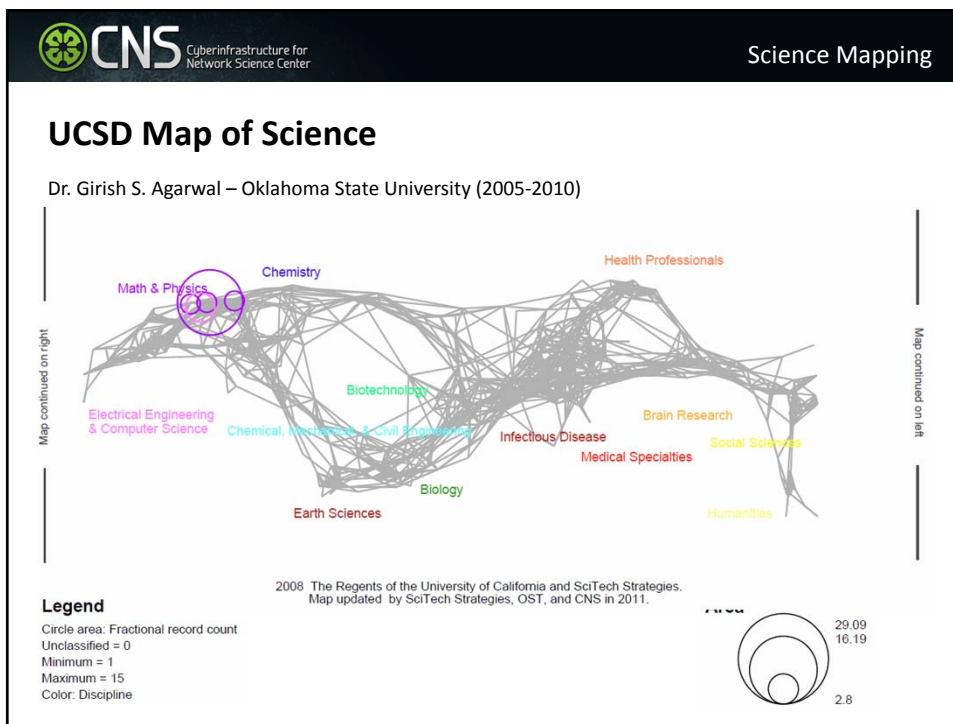 CNS Cyberinfrastructure for
Network Science Center
Science Mapping
UCSD Map of Science
Dr. Girish S. Agarwal – Oklahoma State University (2005-2010)
Map continued on right
Map continued on left
Health Professionals
Chemistry
Math & Physics
Biotechnology
Electrical Engineering
& Computer Science
Chemical, Mechanical, & Civil Engineering
Brain Research
Infectious Disease
Social Sciences
Medical Specialties
Biology
Earth Sciences
Humanities
2008 The Regents of the University of California and SciTech Strategies.
Map updated by SciTech Strategies, OST, and CNS in 2011.
Legend
Circle area: Fractional record count
Unclassified = 0
Minimum = 1
Maximum = 15
Color: Discipline
Area
29.09
16.19
2.8